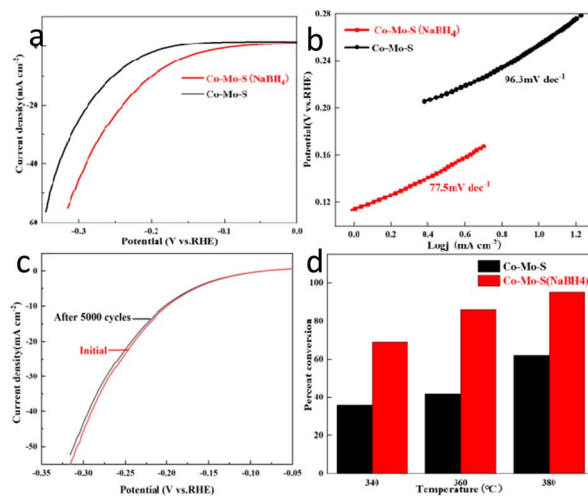 a
Co-Mo-S (NaBH₄)
Co-Mo-S
Current density(mA cm⁻²)
0
-20
-40
60
-0.3
-0.2
-0.1
0.0
Potential (V vs.RHE)
b
Co-Mo-S (NaBH₄)
Co-Mo-S
96.3mV dec⁻¹
77.5mV dec⁻¹
Potential(V vs.RHE)
0.28
0.24
0.20
0.16
0.12
0.0
0.2
0.4
0.6
0.8
1.0
1.2
Logj (mA cm⁻²)
c
After 5000 cycles
Initial
Current density(mA cm⁻²)
0
-10
-20
-30
-40
-50
-0.35
-0.30
-0.25
-0.20
-0.15
-0.10
-0.05
Potential (V vs.RHE)
d
Co-Mo-S
Co-Mo-S(NaBH4)
Percent conversion
100
80
60
40
20
0
340
360
380
Temperature (°C)